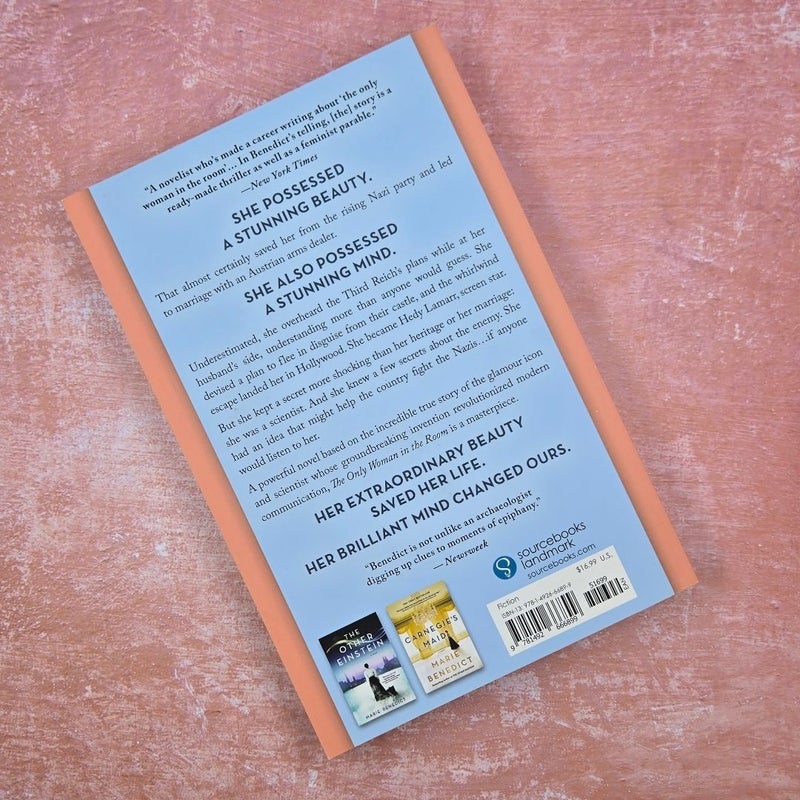 "A novelist who's made a career writing about 'the only
woman in the room'... In Benedict's telling, [the] story is a
ready-made thriller as well as a feminist parable."
—New York Times
SHE POSSESSED
A STUNNING BEAUTY.
That almost certainly saved her from the rising Nazi party and led
to marriage with an Austrian arms dealer.
SHE ALSO POSSESSED
A STUNNING MIND.
Underestimated, she overheard the Third Reich's plans while at her
husband's side, understanding more than anyone would guess. She
devised a plan to flee in disguise from their castle, and the whirlwind
escape landed her in Hollywood. She became Hedy Lamarr, screen star.
But she kept a secret more shocking than her heritage or her marriage:
she was a scientist. And she knew a few secrets about the enemy. She
had an idea that might help the country fight the Nazis...if anyone
would listen to her.
A powerful novel based on the incredible true story of the glamour icon
and scientist whose groundbreaking invention revolutionized modern
communication, The Only Woman in the Room is a masterpiece.
HER EXTRAORDINARY BEAUTY
SAVED HER LIFE.
HER BRILLIANT MIND CHANGED OURS.
"Benedict is not unlike an archaeologist
digging up clues to moments of epiphany."
—Newsweek
sourcebooks
landmark
sourcebooks.com
Fiction
$16.99 U.S.
ISBN-13: 978-1-4926-6689-9
51699
9 781492 666899
THE
OTHER
EINSTEIN
MARIE BENEDICT
CARNEGIE'S
MAID
MARIE
BENEDICT